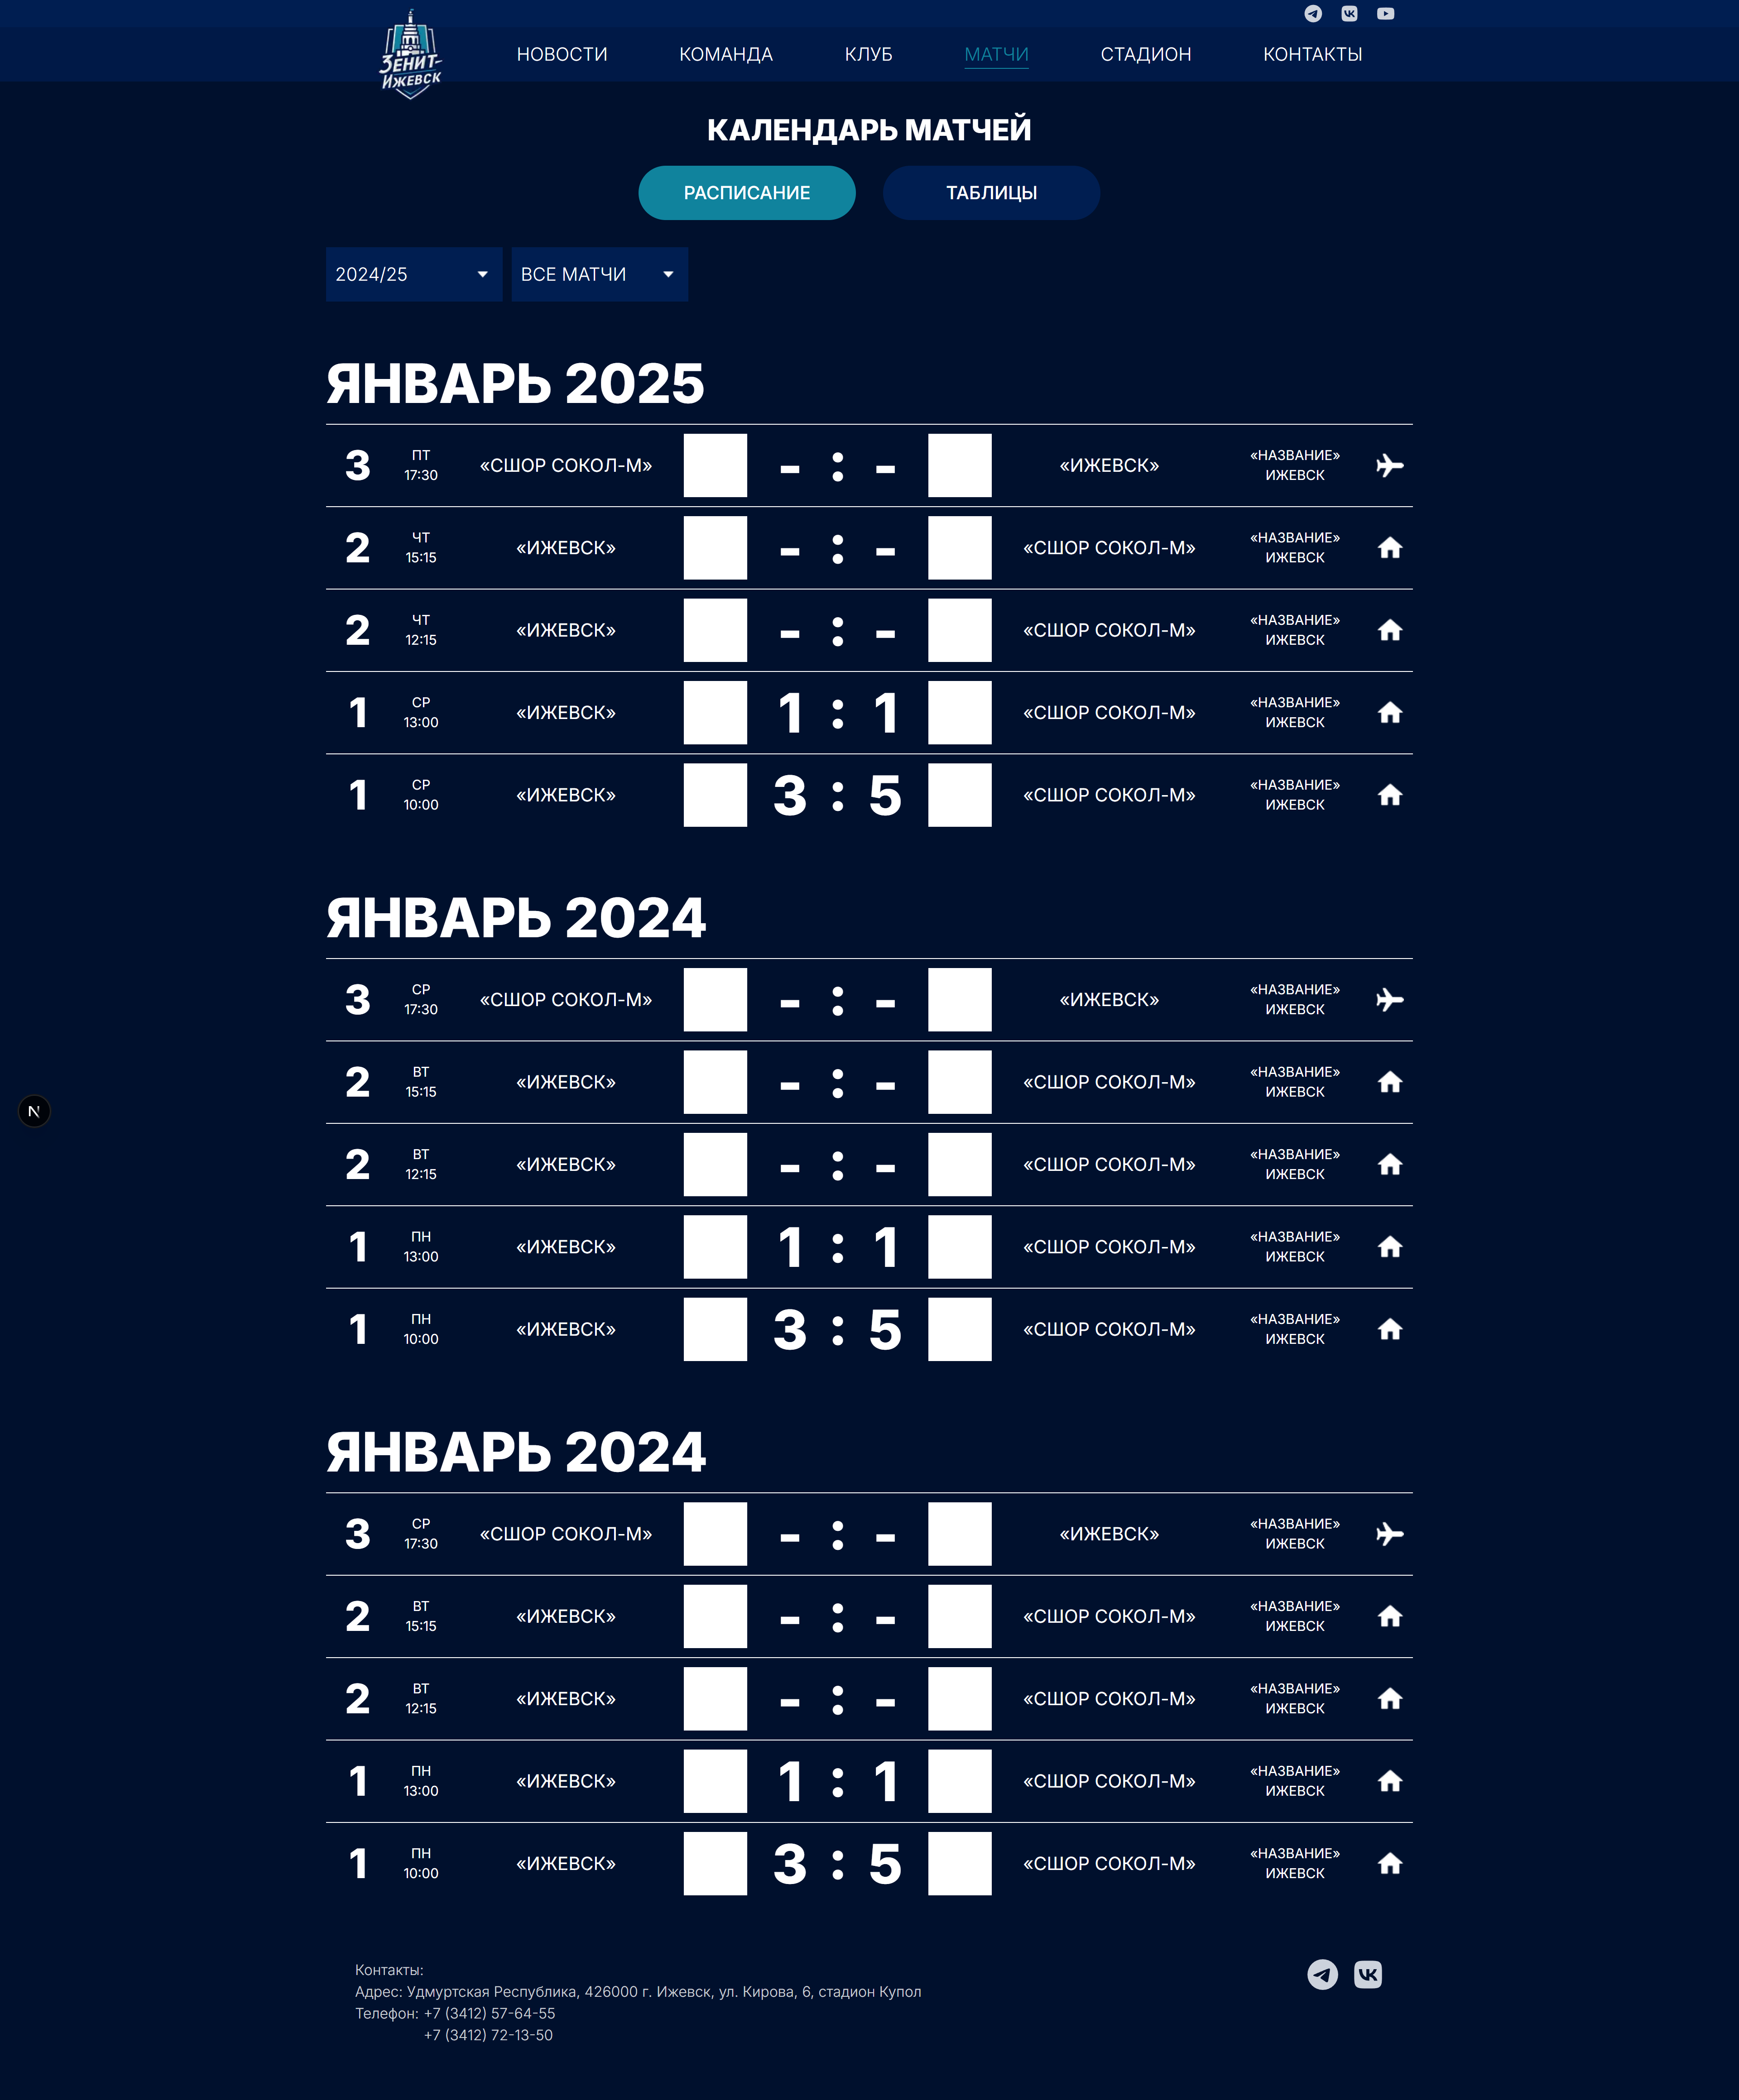 ЗЕНИТ-
ИЖЕВСК
НОВОСТИ КОМАНДА КЛУБ МАТЧИ СТАДИОН КОНТАКТЫ
КАЛЕНДАРЬ МАТЧЕЙ
РАСПИСАНИЕ ТАБЛИЦЫ
2024/25 ВСЕ МАТЧИ
ЯНВАРЬ 2025
3 ПТ 17:30 «СШОР СОКОЛ-М» - : - «ИЖЕВСК» «НАЗВАНИЕ» ИЖЕВСК
2 ЧТ 15:15 «ИЖЕВСК» - : - «СШОР СОКОЛ-М» «НАЗВАНИЕ» ИЖЕВСК
2 ЧТ 12:15 «ИЖЕВСК» - : - «СШОР СОКОЛ-М» «НАЗВАНИЕ» ИЖЕВСК
1 СР 13:00 «ИЖЕВСК» 1 : 1 «СШОР СОКОЛ-М» «НАЗВАНИЕ» ИЖЕВСК
1 СР 10:00 «ИЖЕВСК» 3 : 5 «СШОР СОКОЛ-М» «НАЗВАНИЕ» ИЖЕВСК
ЯНВАРЬ 2024
3 СР 17:30 «СШОР СОКОЛ-М» - : - «ИЖЕВСК» «НАЗВАНИЕ» ИЖЕВСК
2 ВТ 15:15 «ИЖЕВСК» - : - «СШОР СОКОЛ-М» «НАЗВАНИЕ» ИЖЕВСК
2 ВТ 12:15 «ИЖЕВСК» - : - «СШОР СОКОЛ-М» «НАЗВАНИЕ» ИЖЕВСК
1 ПН 13:00 «ИЖЕВСК» 1 : 1 «СШОР СОКОЛ-М» «НАЗВАНИЕ» ИЖЕВСК
1 ПН 10:00 «ИЖЕВСК» 3 : 5 «СШОР СОКОЛ-М» «НАЗВАНИЕ» ИЖЕВСК
ЯНВАРЬ 2024
3 СР 17:30 «СШОР СОКОЛ-М» - : - «ИЖЕВСК» «НАЗВАНИЕ» ИЖЕВСК
2 ВТ 15:15 «ИЖЕВСК» - : - «СШОР СОКОЛ-М» «НАЗВАНИЕ» ИЖЕВСК
2 ВТ 12:15 «ИЖЕВСК» - : - «СШОР СОКОЛ-М» «НАЗВАНИЕ» ИЖЕВСК
1 ПН 13:00 «ИЖЕВСК» 1 : 1 «СШОР СОКОЛ-М» «НАЗВАНИЕ» ИЖЕВСК
1 ПН 10:00 «ИЖЕВСК» 3 : 5 «СШОР СОКОЛ-М» «НАЗВАНИЕ» ИЖЕВСК
Контакты:
Адрес: Удмуртская Республика, 426000 г. Ижевск, ул. Кирова, 6, стадион Купол
Телефон: +7 (3412) 57-64-55
+7 (3412) 72-13-50